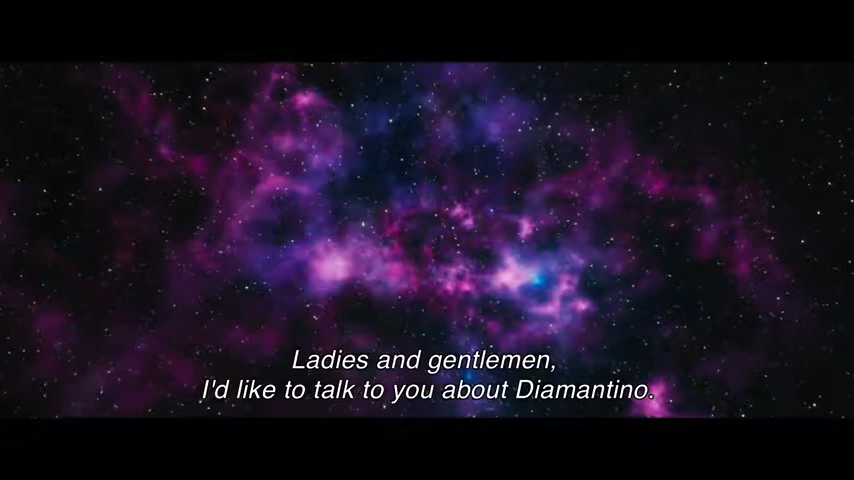 Ladies and gentlemen,
I'd like to talk to you about Diamantino.